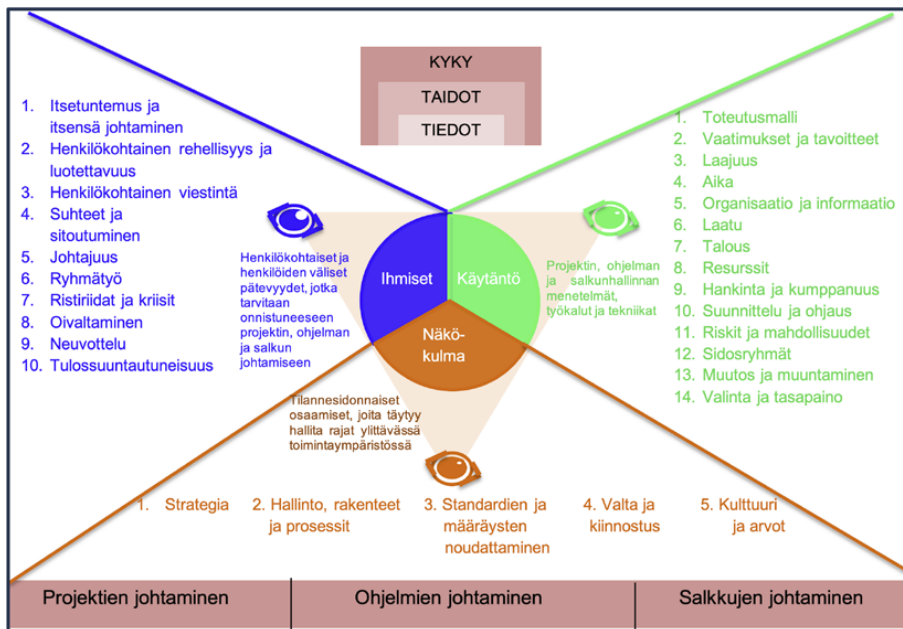 KYKY
TAIDOT
TIEDOT
1. Itsetuntemus ja
itsensä johtaminen
2. Henkilökohtainen rehellisyys ja
luotettavuus
3. Henkilökohtainen viestintä
4. Suhteet ja
sitoutuminen
5. Johtajuus
6. Ryhmätyö
7. Ristiriidat ja kriisit
8. Oivaltaminen
9. Neuvottelu
10. Tulossuuntautuneisuus
Henkilökohtaiset ja
henkilöiden väliset
pätevyydet, jotka
tarvitaan
onnistuneeseen
projektin, ohjelman
ja salkun
johtamiseen
Ihmiset
Käytäntö
Näkö-
kulma
Projektin, ohjelman
ja salkunhallinnan
menetelmät,
työkalut ja tekniikat
1. Toteutusmalli
2. Vaatimukset ja tavoitteet
3. Laajuus
4. Aika
5. Organisaatio ja informaatio
6. Laatu
7. Talous
8. Resurssit
9. Hankinta ja kumppanuus
10. Suunnittelu ja ohjaus
11. Riskit ja mahdollisuudet
12. Sidosryhmät
13. Muutos ja muuntaminen
14. Valinta ja tasapaino
Tilannesidonnaiset
osaamiset, joita täytyy
hallita rajat ylittävässä
toimintaympäristössä
1. Strategia
2. Hallinto, rakenteet
ja prosessit
3. Standardien ja
määräysten
noudattaminen
4. Valta ja
kiinnostus
5. Kulttuuri
ja arvot
Projektien johtaminen
Ohjelmien johtaminen
Salkkujen johtaminen